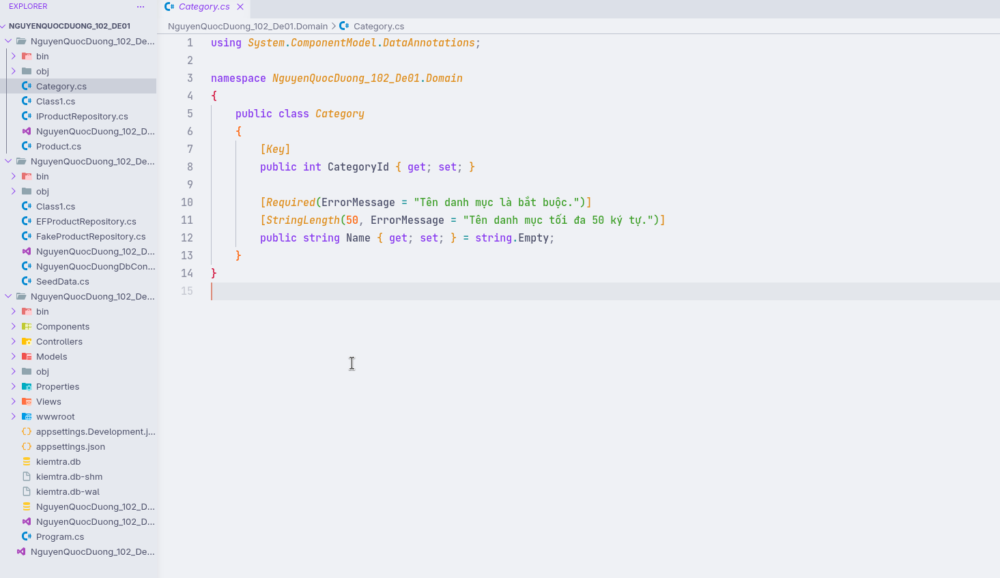 EXPLORER
...
NGUYENQUOCDUONG_102_DE01
NguyenQuocDuong_102_De...
bin
obj
Category.cs
Class1.cs
IProductRepository.cs
NguyenQuocDuong_102_D...
Product.cs
NguyenQuocDuong_102_De...
bin
obj
Class1.cs
EFProductRepository.cs
FakeProductRepository.cs
NguyenQuocDuong_102_D...
NguyenQuocDuongDbCon...
SeedData.cs
NguyenQuocDuong_102_De...
bin
Components
Controllers
Models
obj
Properties
Views
wwwroot
appsettings.Development.j...
appsettings.json
kiemtra.db
kiemtra.db-shm
kiemtra.db-wal
NguyenQuocDuong_102_D...
NguyenQuocDuong_102_D...
Program.cs
NguyenQuocDuong_102_De...
Category.cs
NguyenQuocDuong_102_De01.Domain > Category.cs
1 using System.ComponentModel.DataAnnotations;
2
3 namespace NguyenQuocDuong_102_De01.Domain
4 {
5     public class Category
6     {
7         [Key]
8         public int CategoryId { get; set; }
9
10         [Required(ErrorMessage = "Tên danh mục là bắt buộc.")]
11         [StringLength(50, ErrorMessage = "Tên danh mục tối đa 50 ký tự.")]
12         public string Name { get; set; } = string.Empty;
13     }
14 }
15